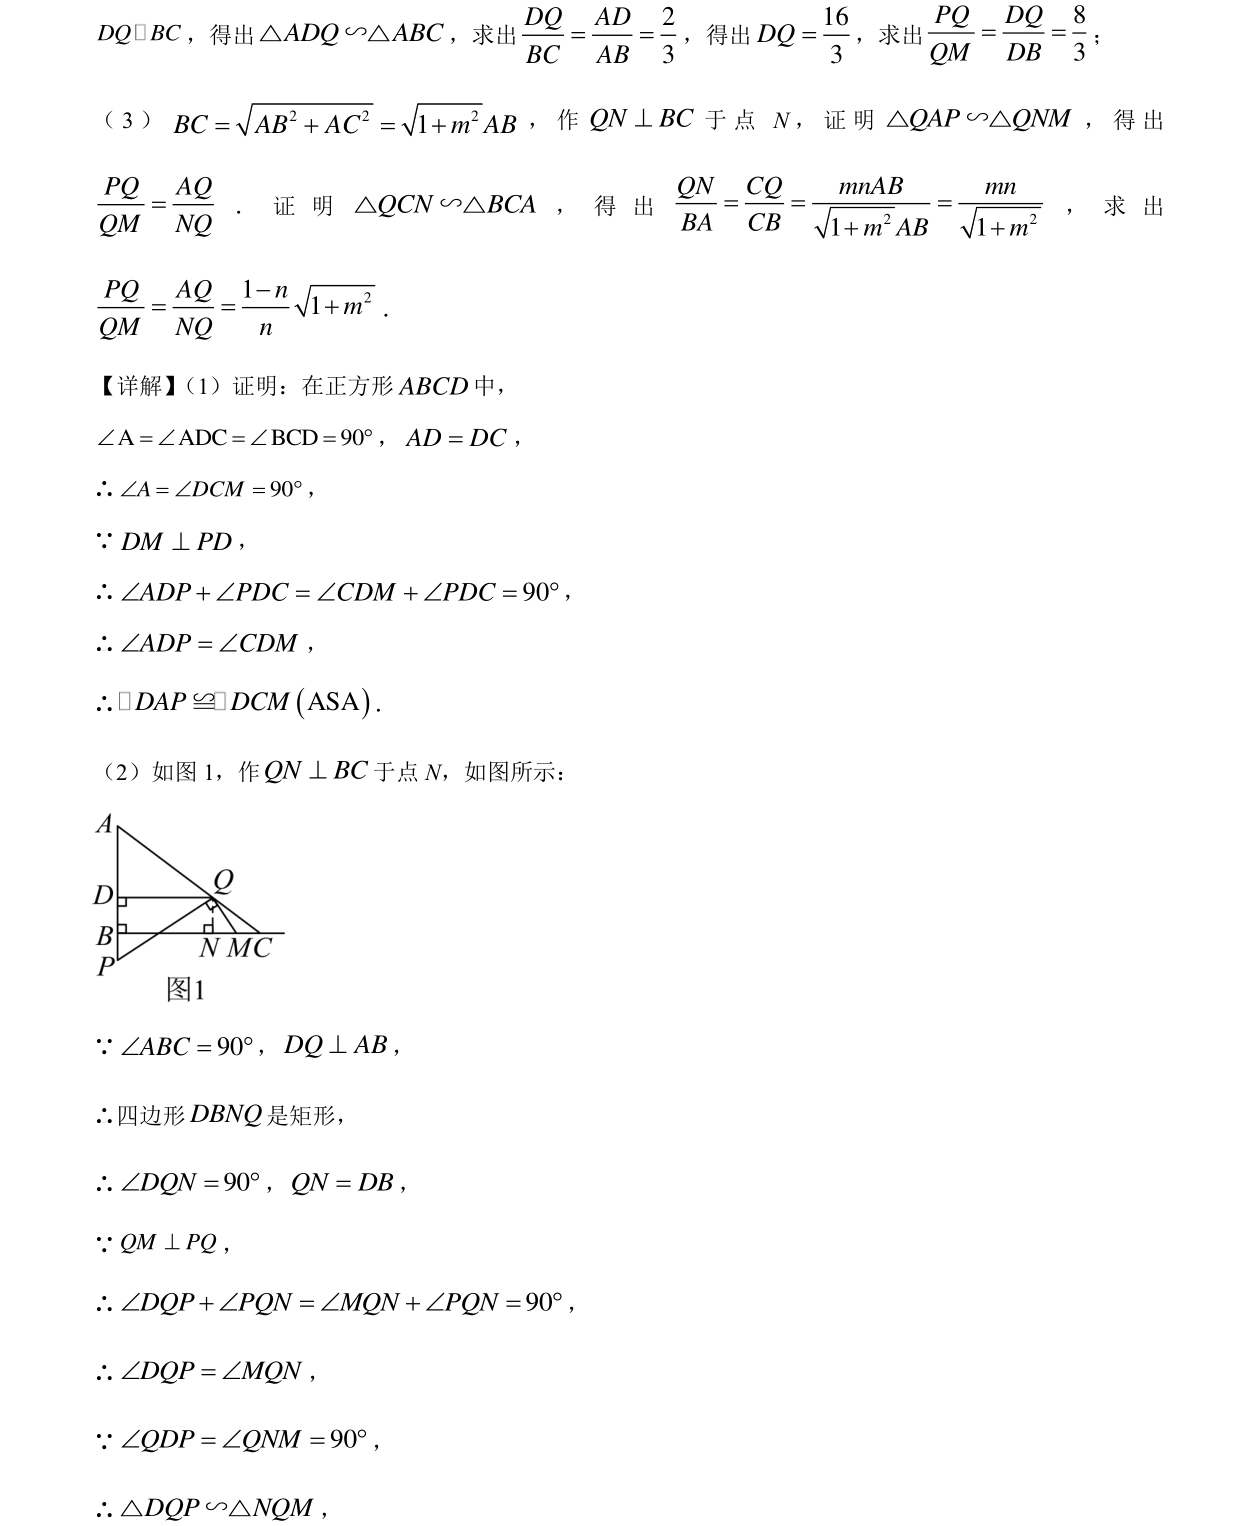 DQ□BC，得出△ADQ∽△ABC，求出DQ/BC=AD/AB=2/3，得出DQ=16/3，求出PQ/QM=DQ/DB=8/3；
（3）BC=√(AB²+AC²)=√(1+m²)AB，作QN⊥BC于点N，证明△QAP∽△QNM，得出
PQ/QM=AQ/NQ．证明△QCN∽△BCA，得出QN/BA=CQ/CB=mnAB/(√(1+m²)AB)=mn/√(1+m²)，求出
PQ/QM=AQ/NQ=(1−n)/n√(1+m²)．
【详解】（1）证明：在正方形ABCD中，
∠A=∠ADC=∠BCD=90°，AD=DC，
∴∠A=∠DCM=90°，
∵DM⊥PD，
∴∠ADP+∠PDC=∠CDM+∠PDC=90°，
∴∠ADP=∠CDM，
∴□DAP≌□DCM(ASA)．
（2）如图1，作QN⊥BC于点N，如图所示：
A
D Q
B N M C
P
图1
∵∠ABC=90°，DQ⊥AB，
∴四边形DBNQ是矩形，
∴∠DQN=90°，QN=DB，
∵QM⊥PQ，
∴∠DQP+∠PQN=∠MQN+∠PQN=90°，
∴∠DQP=∠MQN，
∵∠QDP=∠QNM=90°，
∴△DQP∽△NQM，